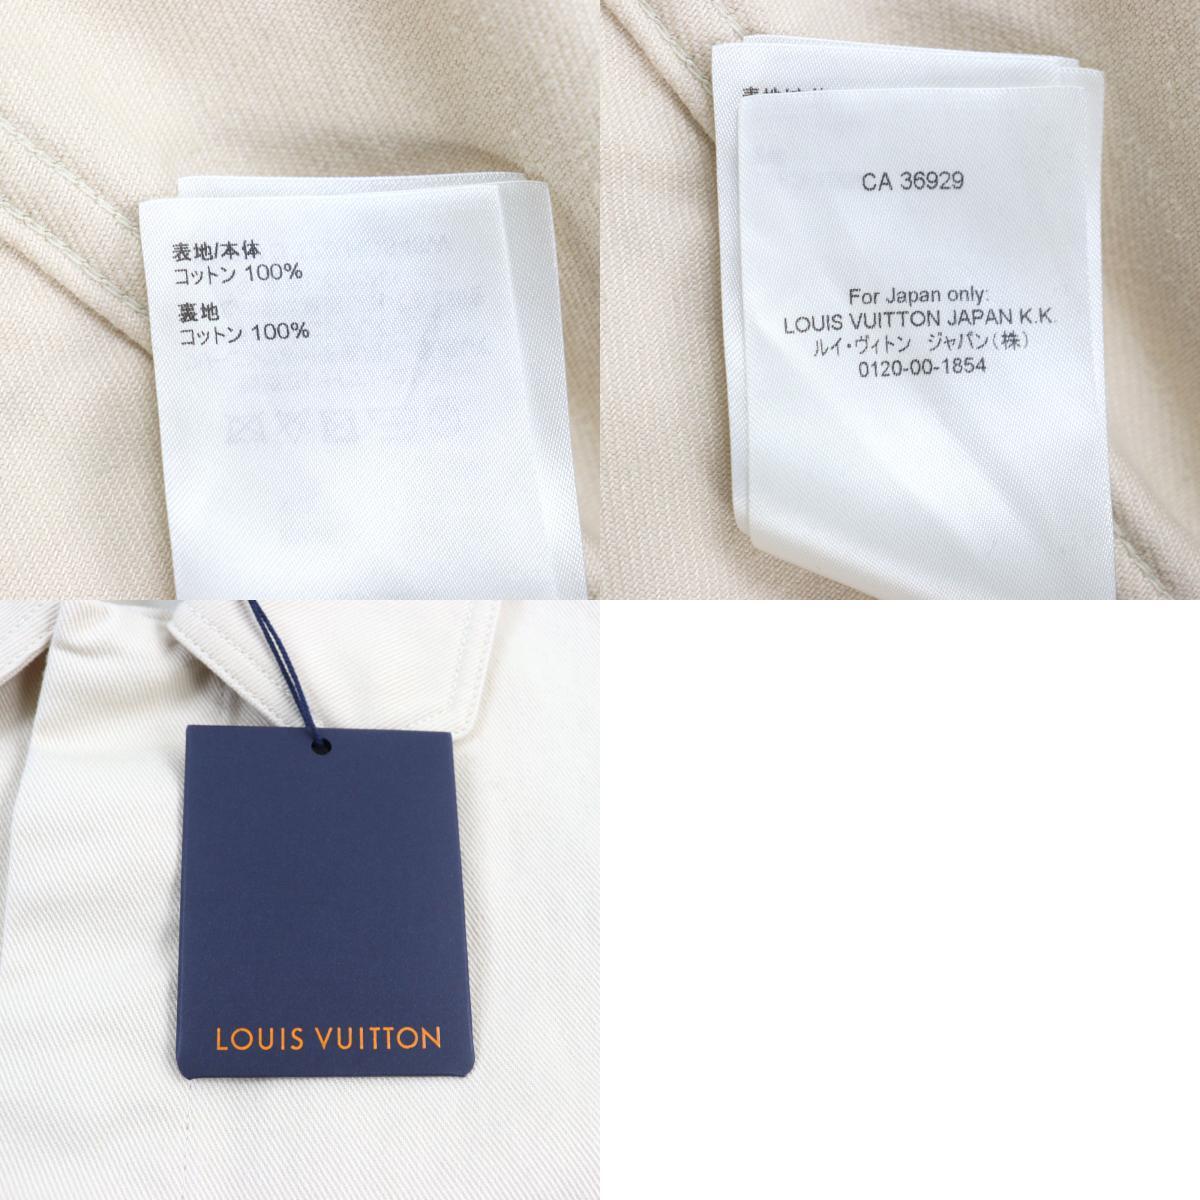 表地/本体
コットン 100%
裏地
コットン 100%
CA 36929
For Japan only:
LOUIS VUITTON JAPAN K.K.
ルイ・ヴィトン ジャパン(株)
0120-00-1854
LOUIS VUITTON